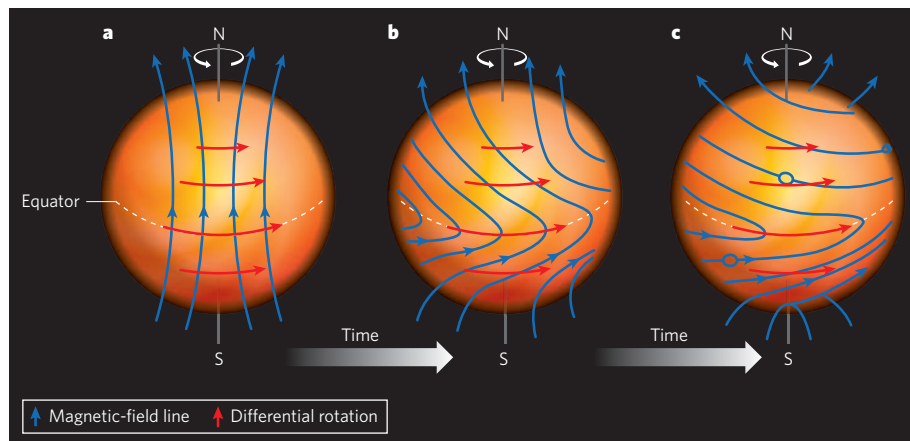 a b c
N N N
Equator
Time Time
S S S
Magnetic-field line Differential rotation